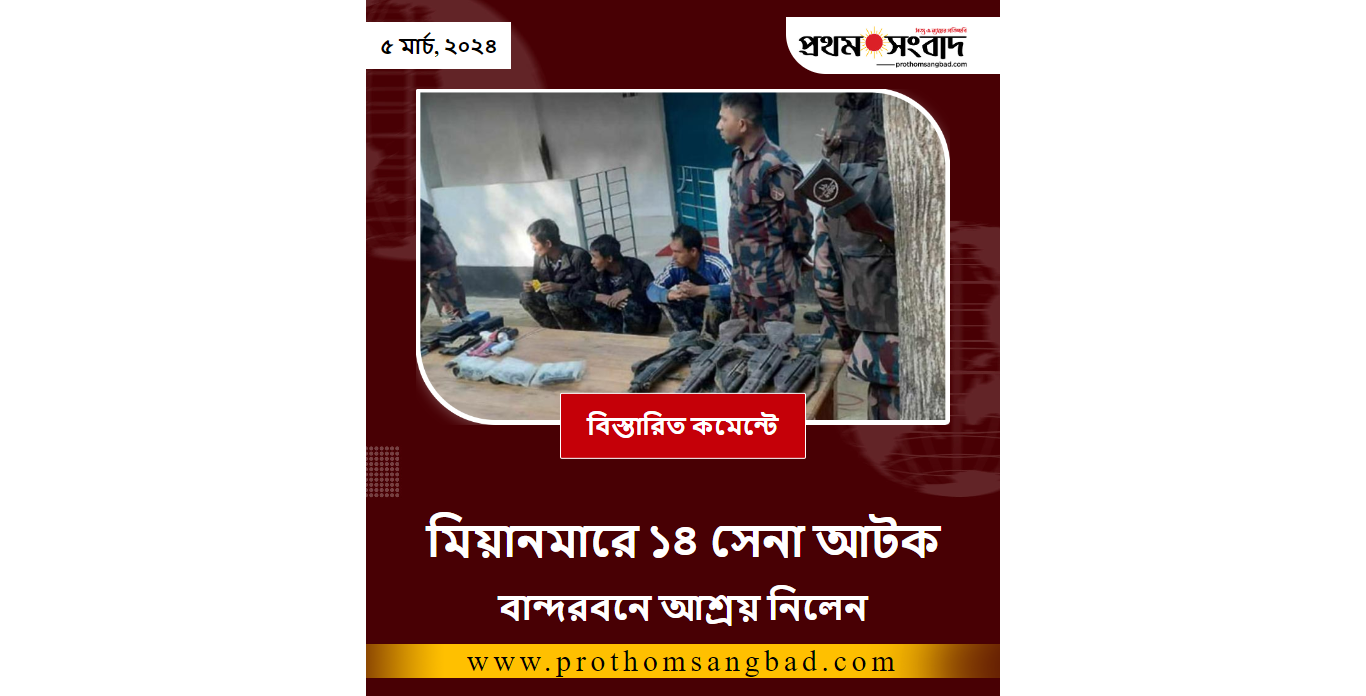 ৫ মার্চ, ২০২৪
প্রথম সংবাদ
prothomsangbad.com
বিস্তারিত কমেন্টে
মিয়ানমারে ১৪ সেনা আটক
বান্দরবনে আশ্রয় নিলেন
www.prothomsangbad.com